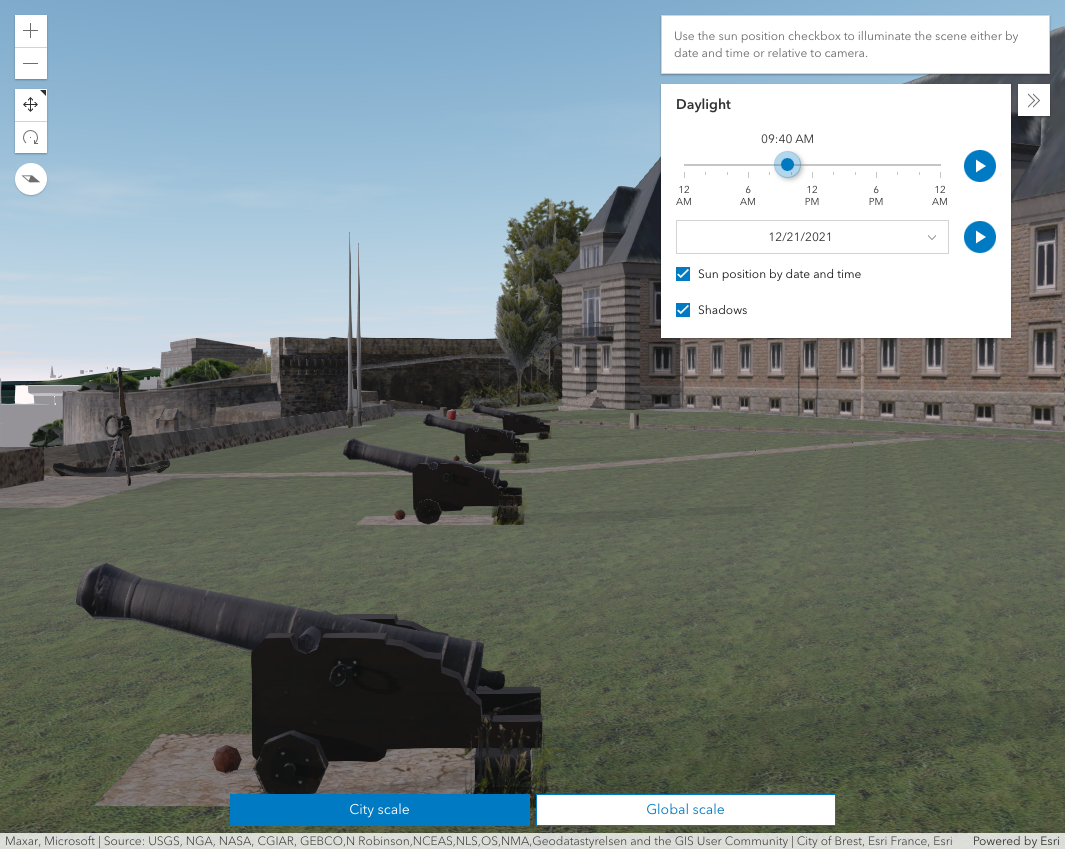 Use the sun position checkbox to illuminate the scene either by
date and time or relative to camera.
Daylight
09:40 AM
12 AM
6 AM
12 PM
6 PM
12 AM
12/21/2021
Sun position by date and time
Shadows
City scale
Global scale
Maxar, Microsoft | Source: USGS, NGA, NASA, CGIAR, GEBCO,N Robinson,NCEAS,NLS,OS,NMA,Geodatastyrelsen and the GIS User Community | City of Brest, Esri France, Esri
Powered by Esri